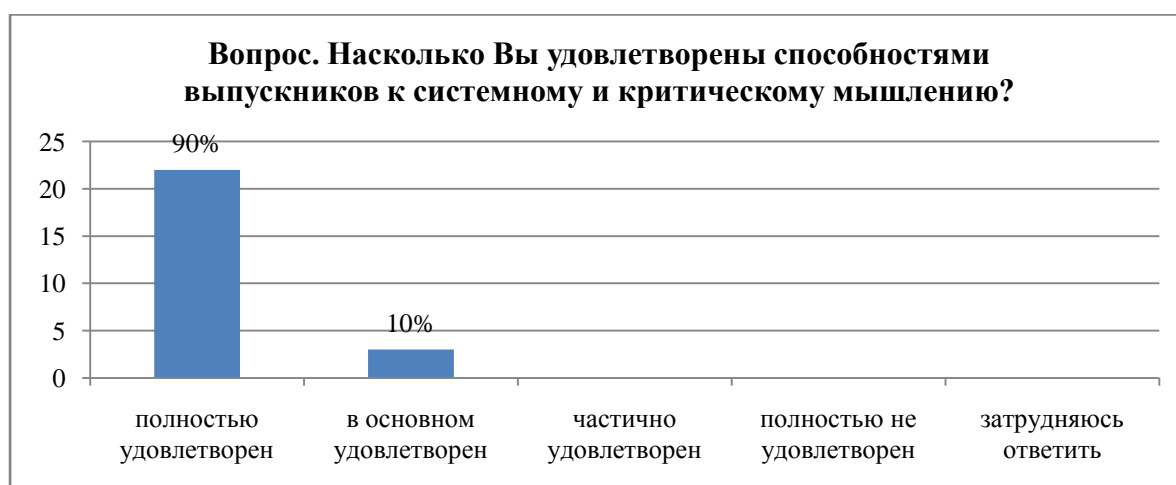 Вопрос. Насколько Вы удовлетворены способностями
выпускников к системному и критическому мышлению?
25
20
15
10
5
0
90%
10%
полностью
удовлетворен
в основном
удовлетворен
частично
удовлетворен
полностью не
удовлетворен
затрудняюсь
ответить